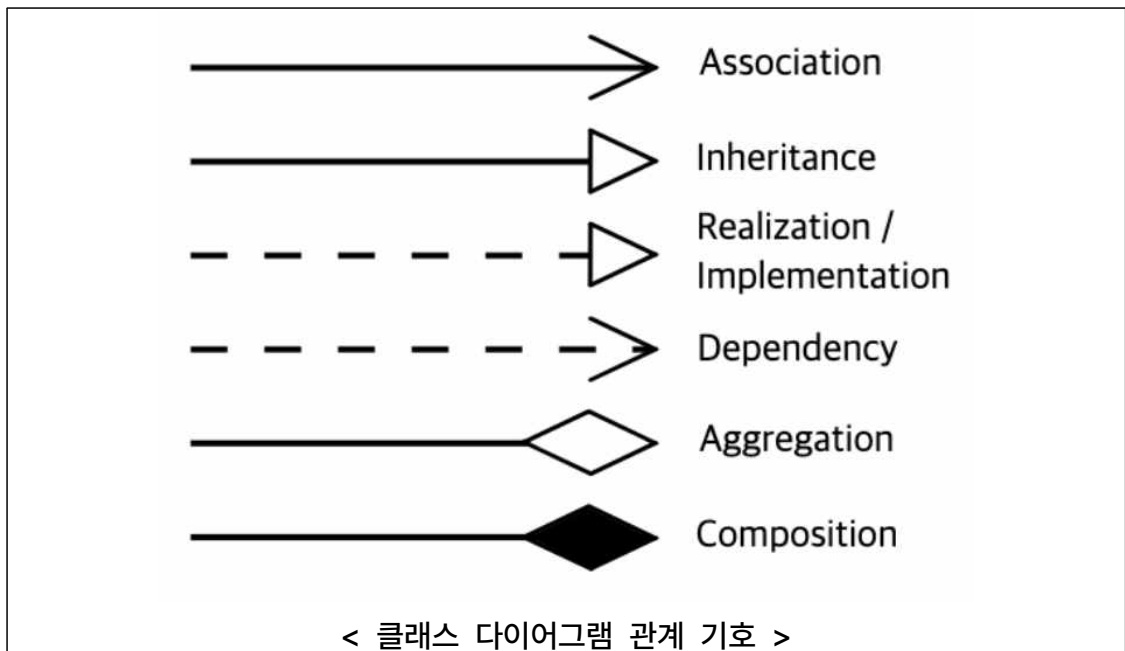 Association
Inheritance
Realization /
Implementation
Dependency
Aggregation
Composition
< 클래스 다이어그램 관계 기호 >